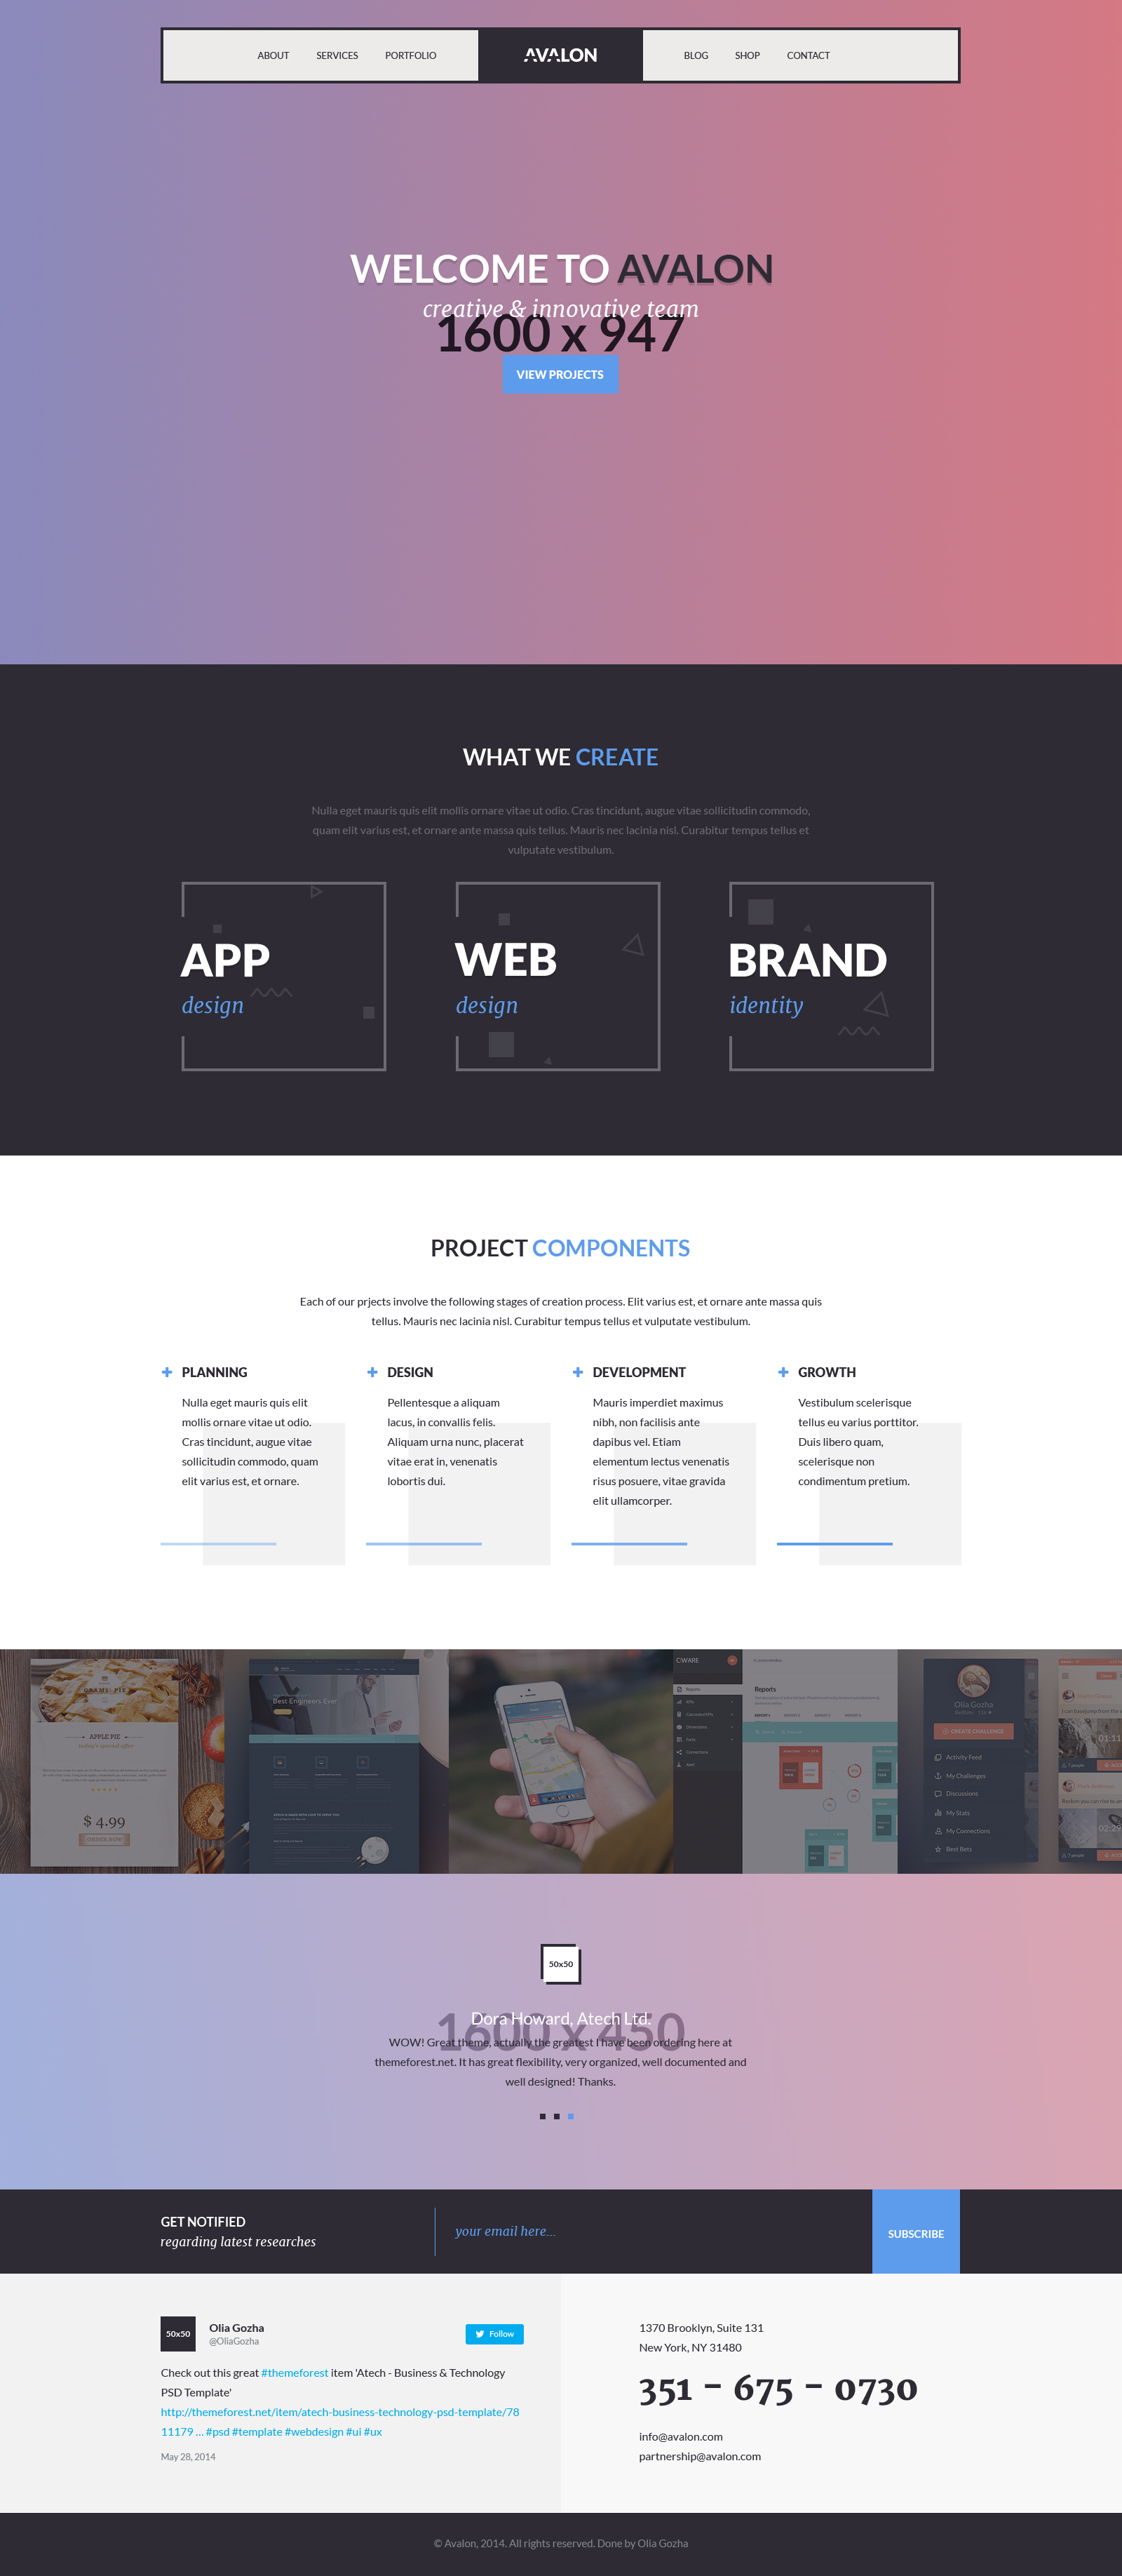 ABOUT SERVICES PORTFOLIO AVALON BLOG SHOP CONTACT
WELCOME TO AVALON
creative & innovative team
1600 x 947
VIEW PROJECTS
WHAT WE CREATE
Nulla eget mauris quis elit mollis ornare vitae ut odio. Cras tincidunt, augue vitae sollicitudin commodo,
quam elit varius est, et ornare ante massa quis tellus. Mauris nec lacinia nisl. Curabitur tempus tellus et
vulputate vestibulum.
APP
design
WEB
design
BRAND
identity
PROJECT COMPONENTS
Each of our prjects involve the following stages of creation process. Elit varius est, et ornare ante massa quis
tellus. Mauris nec lacinia nisl. Curabitur tempus tellus et vulputate vestibulum.
PLANNING
Nulla eget mauris quis elit
mollis ornare vitae ut odio.
Cras tincidunt, augue vitae
sollicitudin commodo, quam
elit varius est, et ornare.
DESIGN
Pellentesque a aliquam
lacus, in convallis felis.
Aliquam urna nunc, placerat
vitae erat in, venenatis
lobortis dui.
DEVELOPMENT
Mauris imperdiet maximus
nibh, non facilisis ante
dapibus vel. Etiam
elementum lectus venenatis
risus posuere, vitae gravida
elit ullamcorper.
GROWTH
Vestibulum scelerisque
tellus eu varius porttitor.
Duis libero quam,
scelerisque non
condimentum pretium.
APPLE PIE
today's special offer
$ 4.99
ORDER NOW
Best Engineers Ever
Reports
KPIs
Calculated KPIs
Dimensions
Facts
Connections
Apps
Reports
Olia Gozha
CREATE CHALLENGE
Activity Feed
My Challenges
Discussions
My Stats
My Connections
Best Bets
50x50
1600 x 450
Dora Howard, Atech Ltd.
WOW! Great theme, actually the greatest I have been ordering here at
themeforest.net. It has great flexibility, very organized, well documented and
well designed! Thanks.
GET NOTIFIED
regarding latest researches
your email here...
SUBSCRIBE
50x50
Olia Gozha
@OliaGozha
Follow
Check out this great #themeforest item 'Atech - Business & Technology
PSD Template'
http://themeforest.net/item/atech-business-technology-psd-template/78
11179 ... #psd #template #webdesign #ui #ux
May 28, 2014
1370 Brooklyn, Suite 131
New York, NY 31480
351 - 675 - 0730
info@avalon.com
partnership@avalon.com
© Avalon, 2014. All rights reserved. Done by Olia Gozha